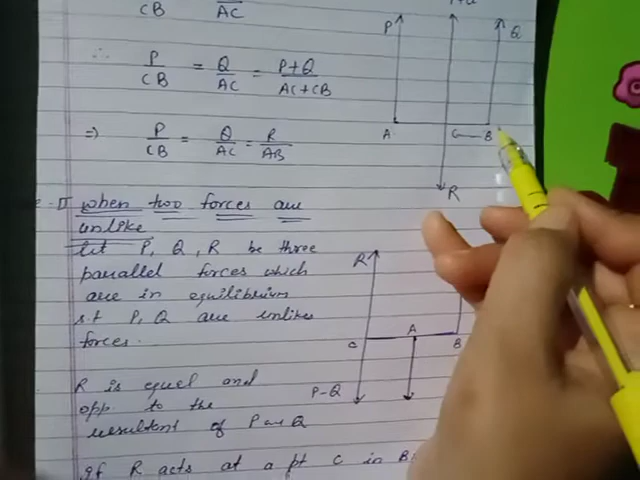 CB AC
∴ P/CB = Q/AC = P+Q/AC+CB
⇒ P/CB = Q/AC = R/AB
P
Q
A
C
B
R
II when two forces are
unlike
let P, Q, R be three
parallel forces which
are in equilibrium
s.t P, Q are unlike
forces.
R
C
A
B
P-Q
R is equal and
opp. to the
resultant of P and Q
If R acts at a pt C in B